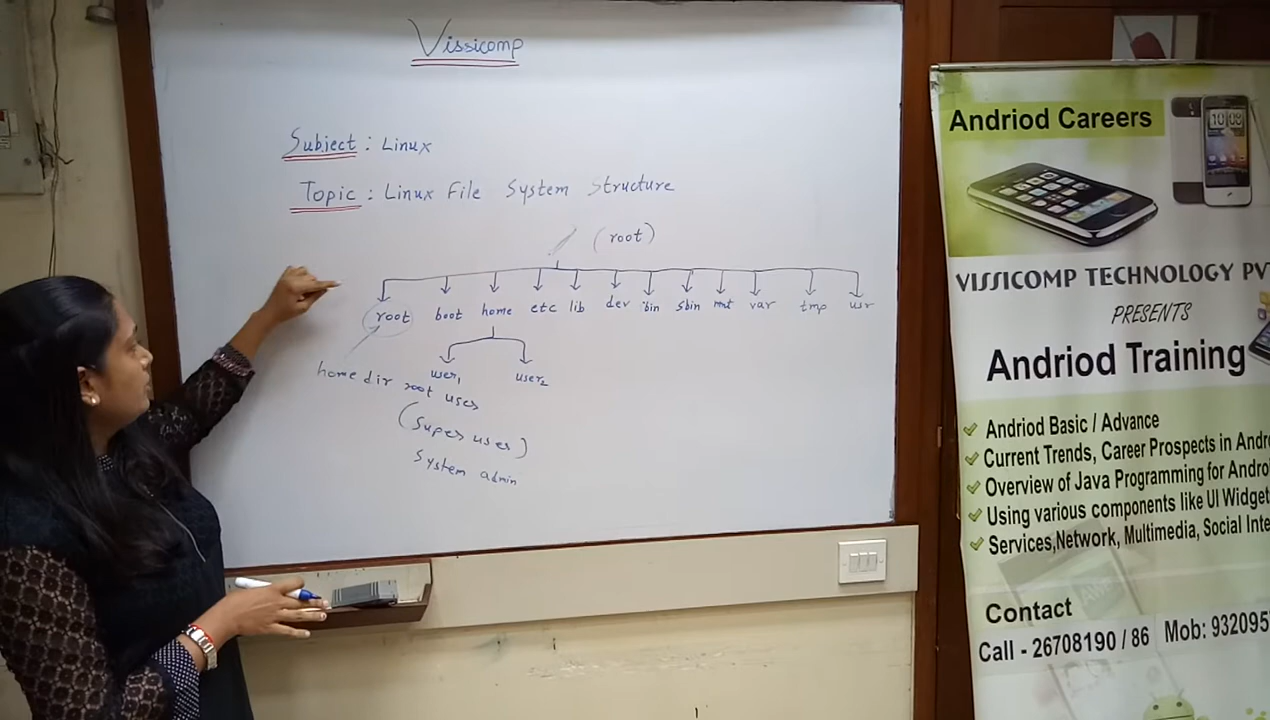 Vissicomp
Subject : Linux
Topic : Linux File System Structure
/ (root)
root boot home etc lib dev bin sbin mnt var tmp usr
user1 user2
home dir root user
(Super user)
System admin
Andriod Careers
10:08
VISSICOMP TECHNOLOGY PV
PRESENTS
Andriod Training
Andriod Basic / Advance
Current Trends, Career Prospects in Andr
Overview of Java Programming for Andro
Using various components like UI Widget
Services,Network, Multimedia, Social Inte
Contact
Call - 26708190 / 86 Mob: 932095